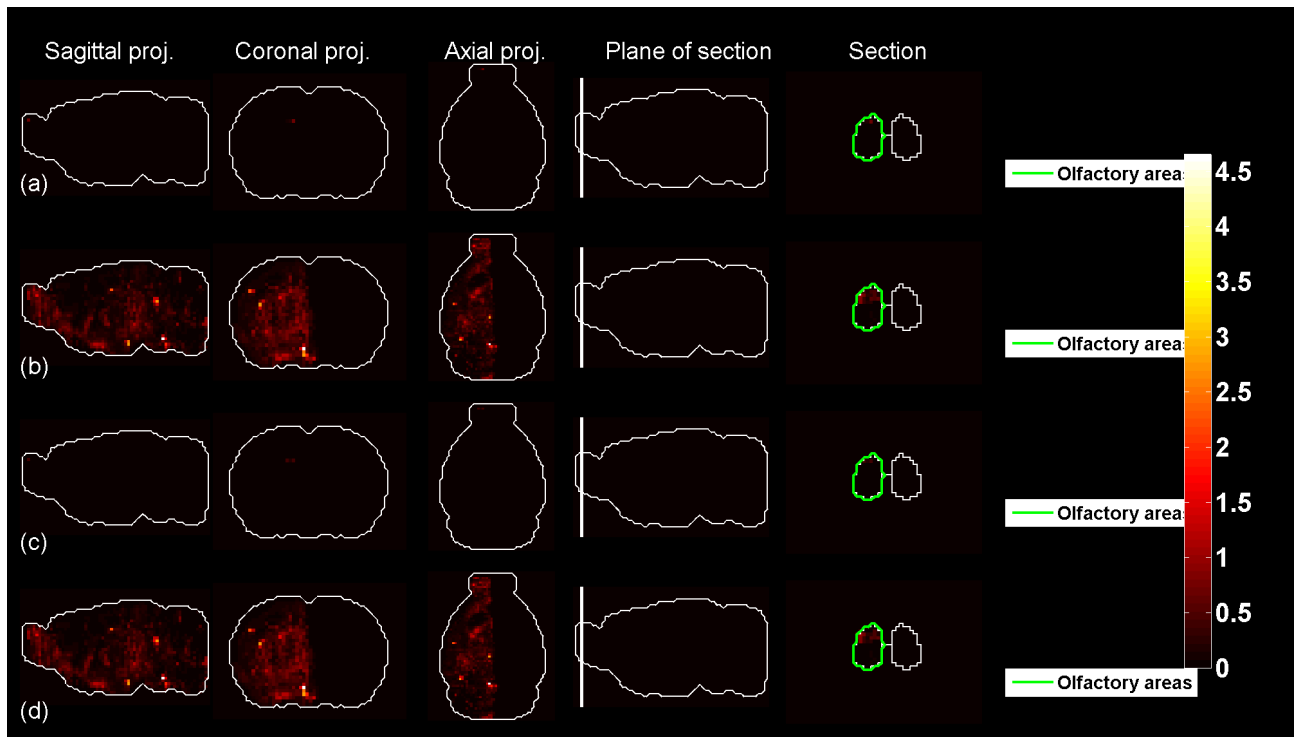 Sagittal proj. Coronal proj. Axial proj. Plane of section Section
(a)
Olfactory areas
(b)
Olfactory areas
(c)
Olfactory areas
(d)
Olfactory areas
4.5
4
3.5
3
2.5
2
1.5
1
0.5
0